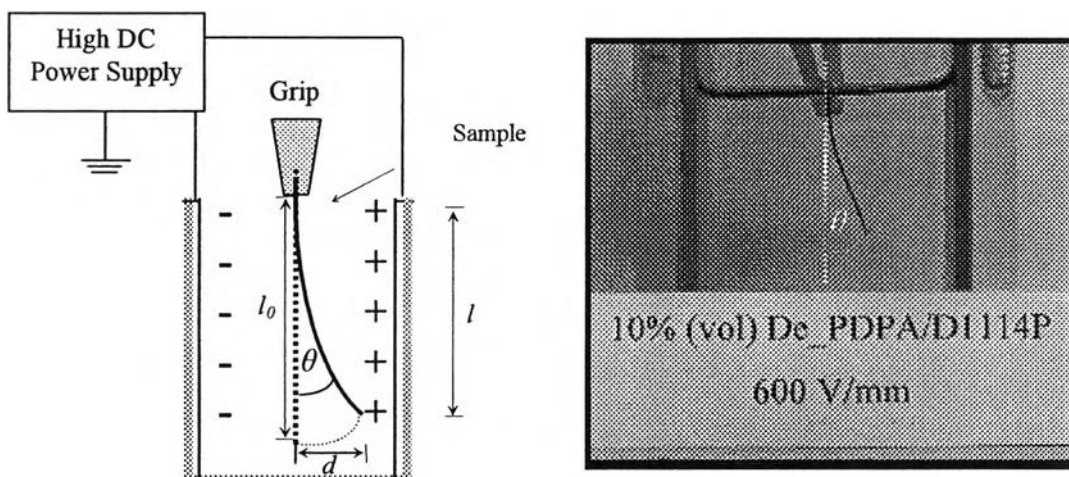 High DC
Power Supply
Grip
Sample
- +
- +
- +
- +
- +
l₀
l
θ
d
θ
10% (vol) De_PDPA/D1114P
600 V/mm